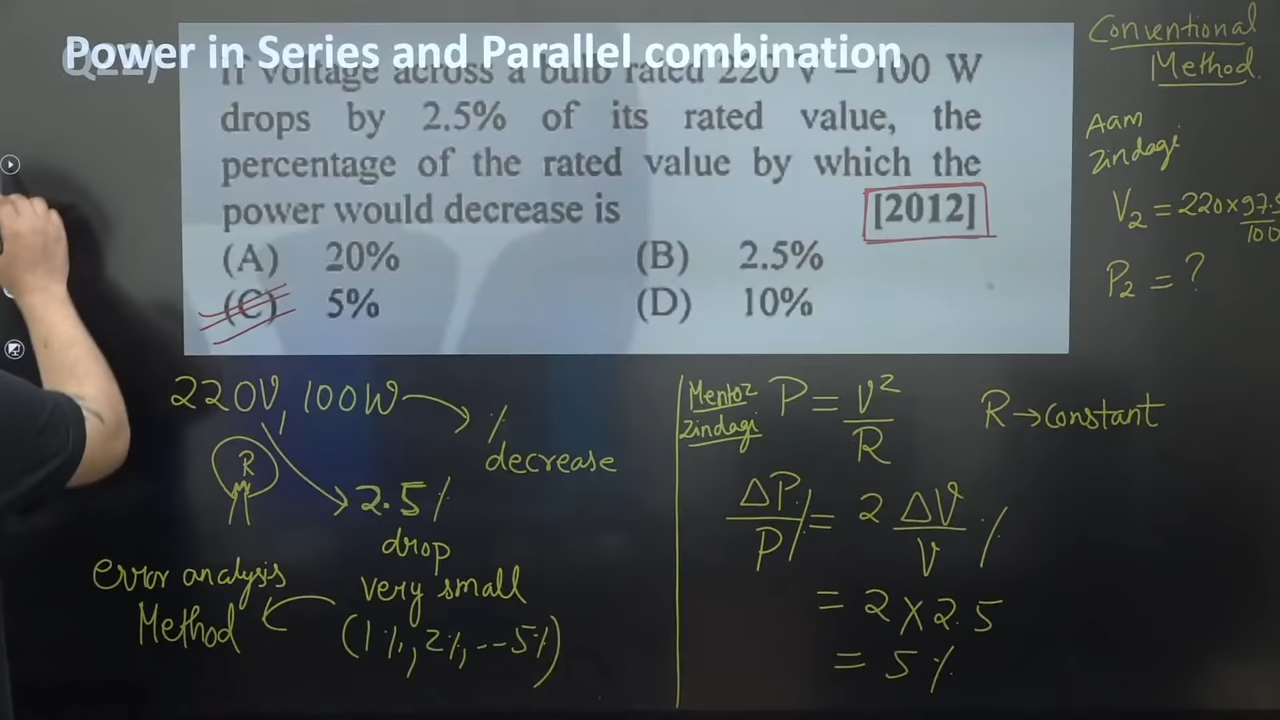 Power in Series and Parallel combination
Q22)
If voltage across a bulb rated 220 V – 100 W
drops by 2.5% of its rated value, the
percentage of the rated value by which the
power would decrease is [2012]
(A) 20% (B) 2.5%
(C) 5% (D) 10%
Conventional
Method
Aam
Zindagi
V₂ = 220×97.5
100
P₂ = ?
220V, 100W
%
decrease
R
2.5%
drop
very small
(1%, 2%, --5%)
error analysis
Method
Mentoz
Zindagi
P = V²
R
R → constant
ΔP/P % = 2 ΔV/V %
= 2 × 2.5
= 5%